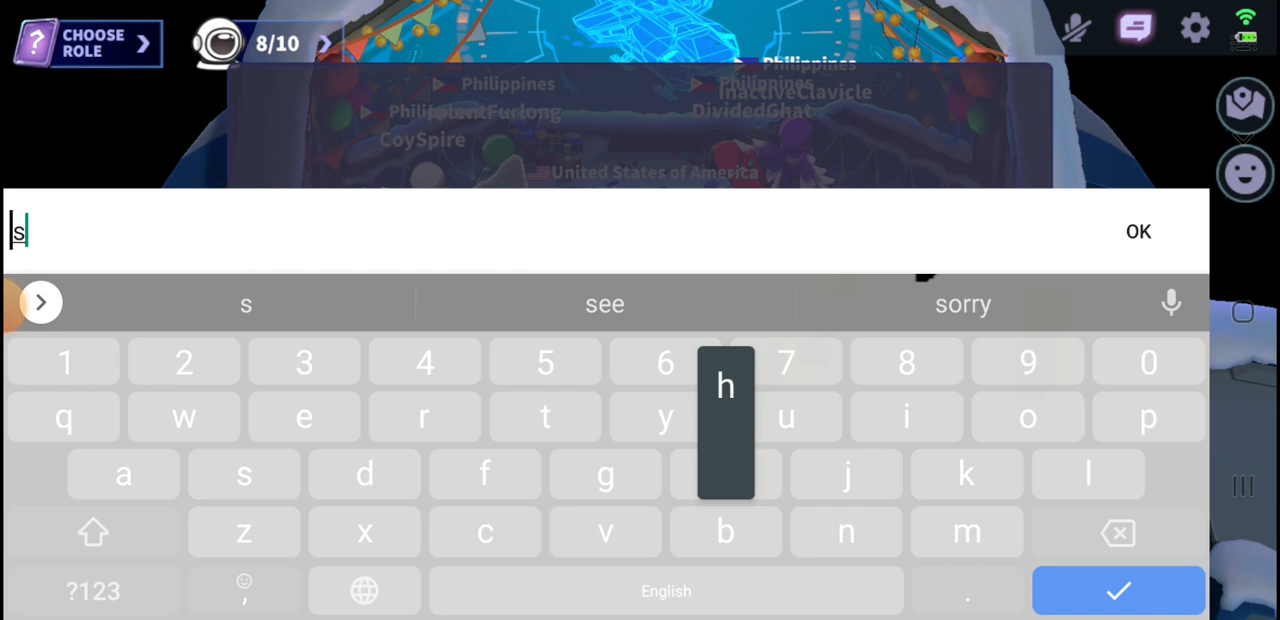 CHOOSE
ROLE
8/10
Philippines
Philippines
Philippines
InactiveClavicle
DividedGhat
CoySpire
United States of America
s
OK
s see sorry
1 2 3 4 5 6 7 8 9 0
q w e r t y u i o p
h
a s d f g j k l
z x c v b n m
?123 , English .